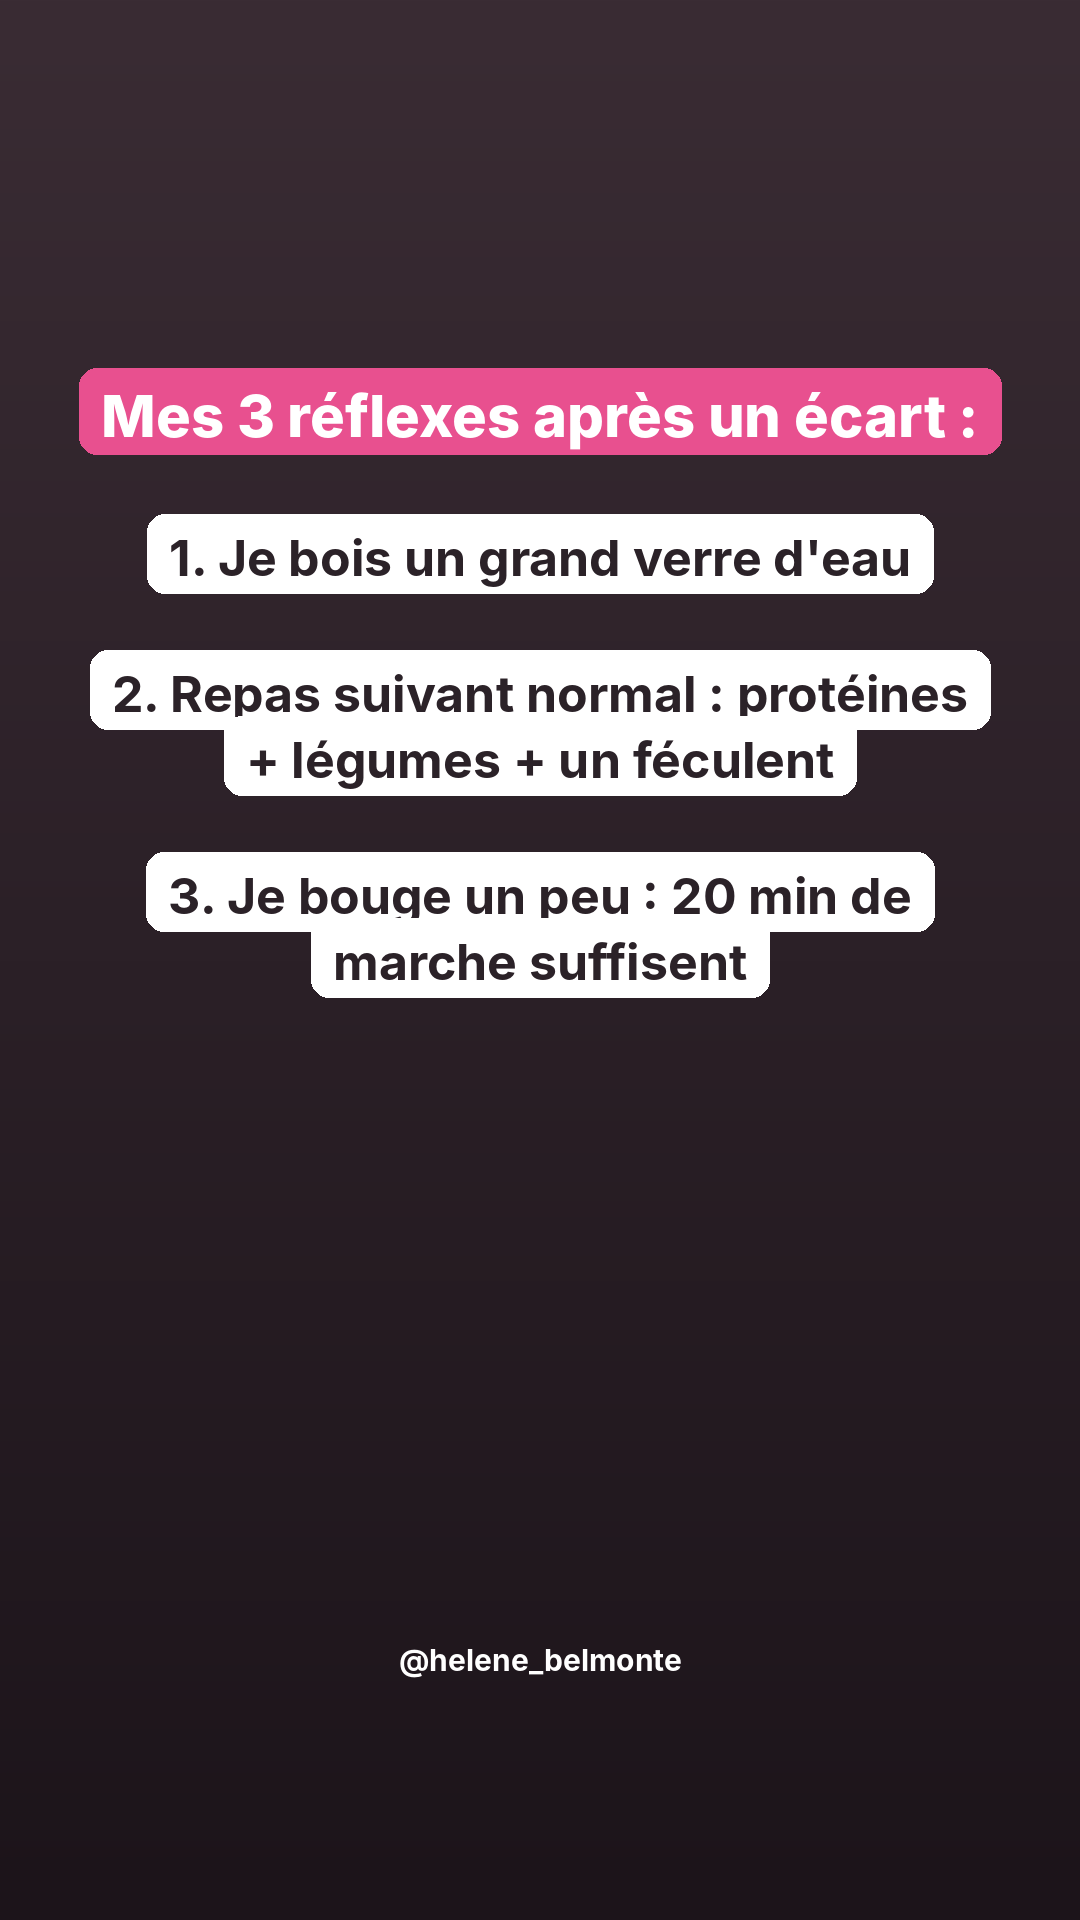 Mes 3 réflexes après un écart :
1. Je bois un grand verre d'eau
2. Repas suivant normal : protéines
+ légumes + un féculent
3. Je bouge un peu : 20 min de
marche suffisent
@helene_belmonte